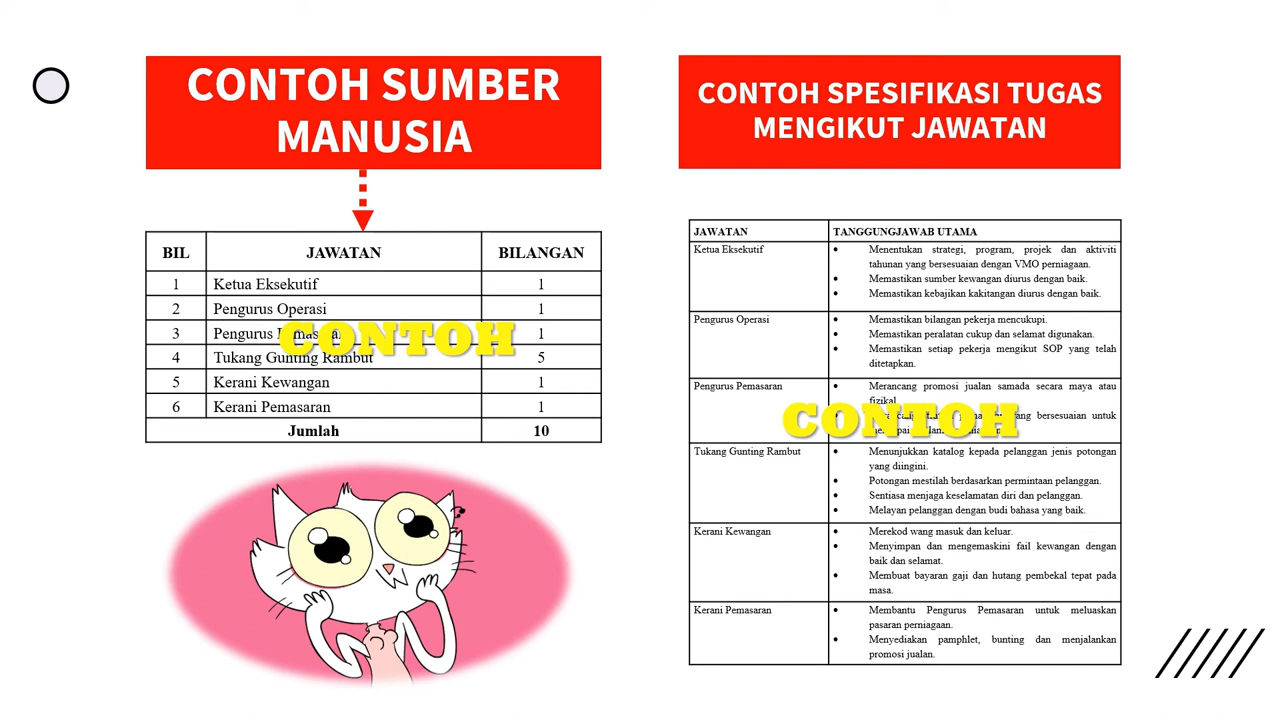 CONTOH SUMBER
MANUSIA
BIL JAWATAN BILANGAN
1 Ketua Eksekutif 1
2 Pengurus Operasi 1
3 Pengurus 1
4 Tukang Gunting Rambut 5
5 Kerani Kewangan 1
6 Kerani Pemasaran 1
Jumlah 10
CONTOH
CONTOH SPESIFIKASI TUGAS
MENGIKUT JAWATAN
JAWATAN TANGGUNGJAWAB UTAMA
Ketua Eksekutif • Menentukan strategi, program, projek dan aktiviti
tahunan yang bersesuaian dengan VMO perniagaan.
• Memastikan sumber kewangan diurus dengan baik.
• Memastikan kebajikan kakitangan diurus dengan baik.
Pengurus Operasi • Memastikan bilangan pekerja mencukupi.
• Memastikan peralatan cukup dan selamat digunakan.
• Memastikan setiap pekerja mengikut SOP yang telah
ditetapkan.
Pengurus Pemasaran • Merancang promosi jualan samada secara maya atau
fizikal
yang bersesuaian untuk
CONTOH
Tukang Gunting Rambut • Menunjukkan katalog kepada pelanggan jenis potongan
yang diingini.
• Potongan mestilah berdasarkan permintaan pelanggan.
• Sentiasa menjaga keselamatan diri dan pelanggan.
• Melayan pelanggan dengan budi bahasa yang baik.
Kerani Kewangan • Merekod wang masuk dan keluar.
• Menyimpan dan mengemaskini fail kewangan dengan
baik dan selamat.
• Membuat bayaran gaji dan hutang pembekal tepat pada
masa.
Kerani Pemasaran • Membantu Pengurus Pemasaran untuk meluaskan
pasaran perniagaan.
• Menyediakan pamphlet, bunting dan menjalankan
promosi jualan.